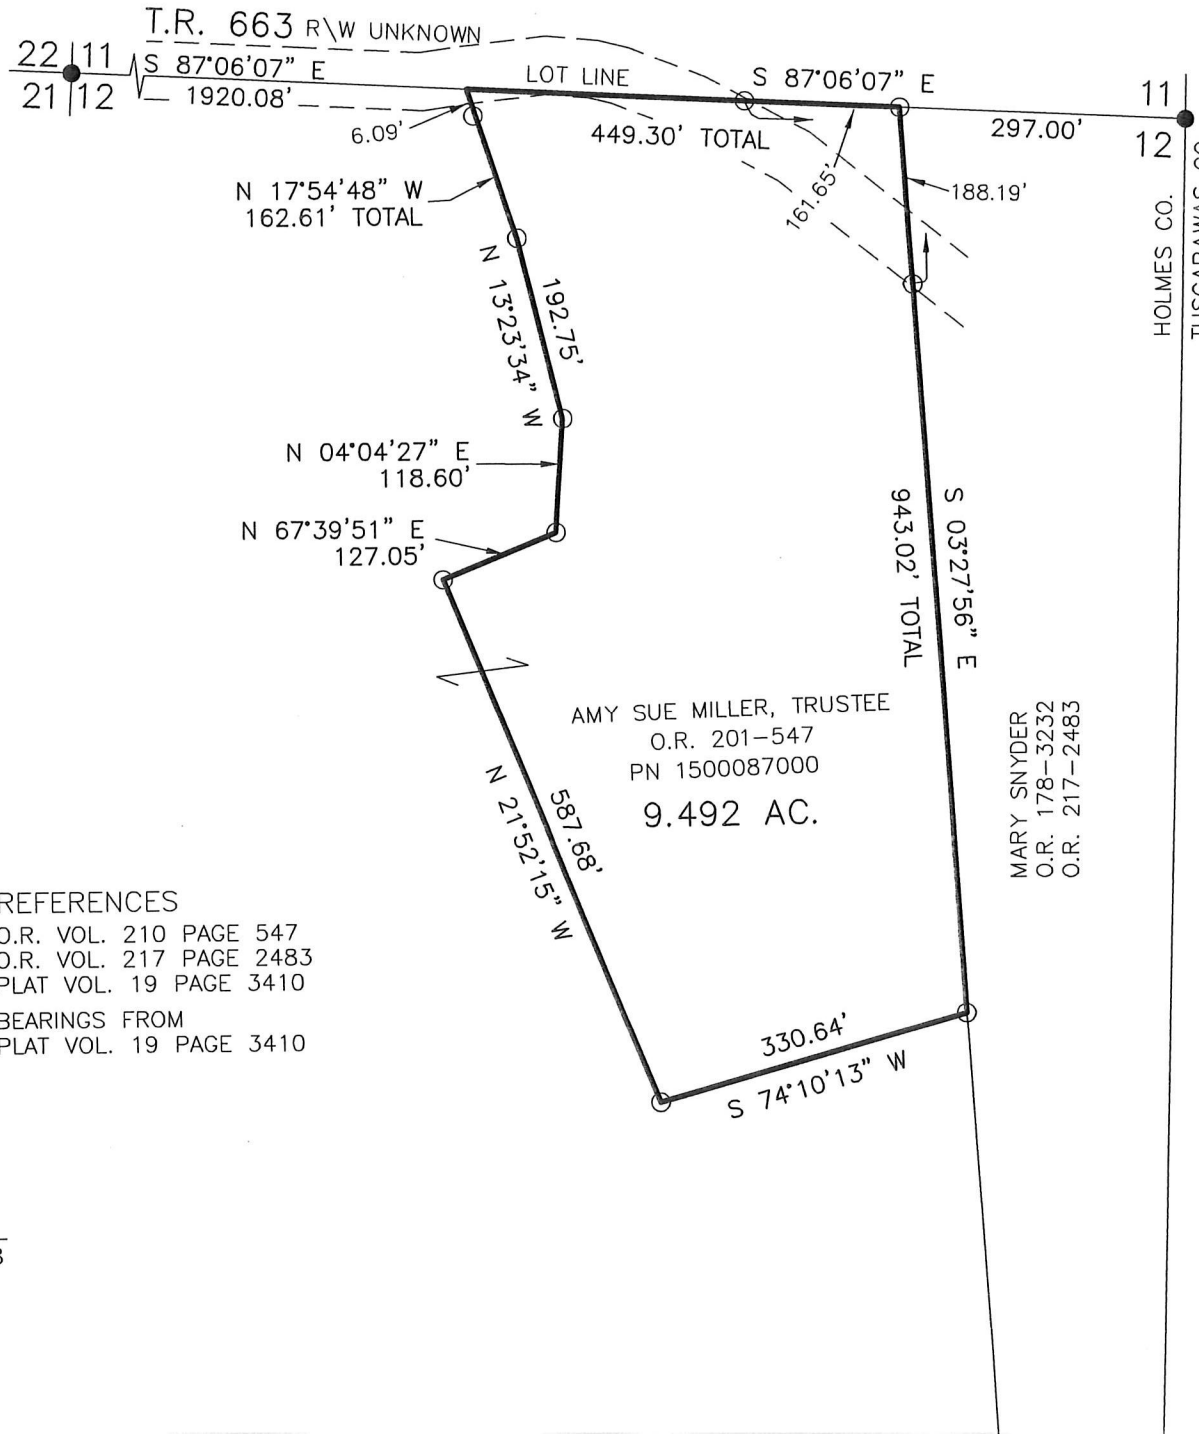 T.R. 663 R\W UNKNOWN
22 11
S 87°06'07" E
LOT LINE
S 87°06'07" E
11
21 12
1920.08'
6.09'
449.30' TOTAL
297.00'
12
161.65'
188.19'
N 17°54'48" W
162.61' TOTAL
HOLMES CO.
TUSCARAWAS CO.
192.75'
N 13°23'34" W
N 04°04'27" E
118.60'
N 67°39'51" E
127.05'
S 03°27'56" E
943.02' TOTAL
AMY SUE MILLER, TRUSTEE
O.R. 201-547
PN 1500087000
9.492 AC.
MARY SNYDER
O.R. 178-3232
O.R. 217-2483
587.68'
N 21°52'15" W
REFERENCES
O.R. VOL. 210 PAGE 547
O.R. VOL. 217 PAGE 2483
PLAT VOL. 19 PAGE 3410
BEARINGS FROM
PLAT VOL. 19 PAGE 3410
330.64'
S 74°10'13" W